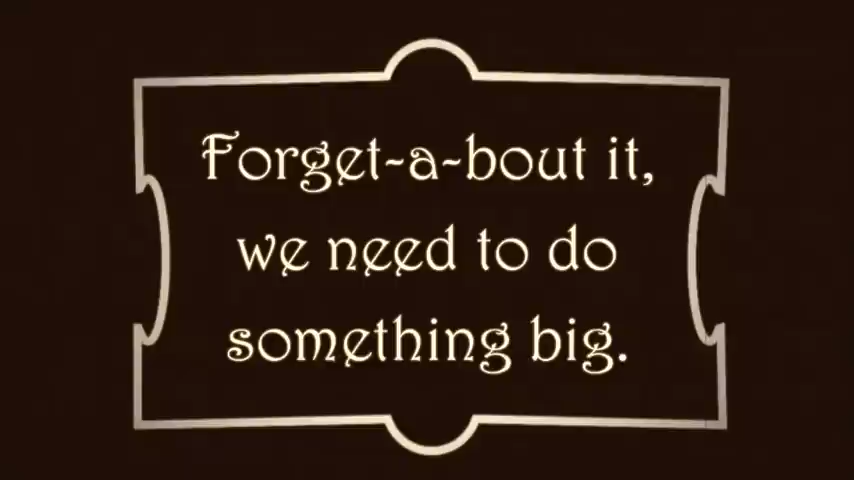 Forget-a-bout it,
we need to do
something big.